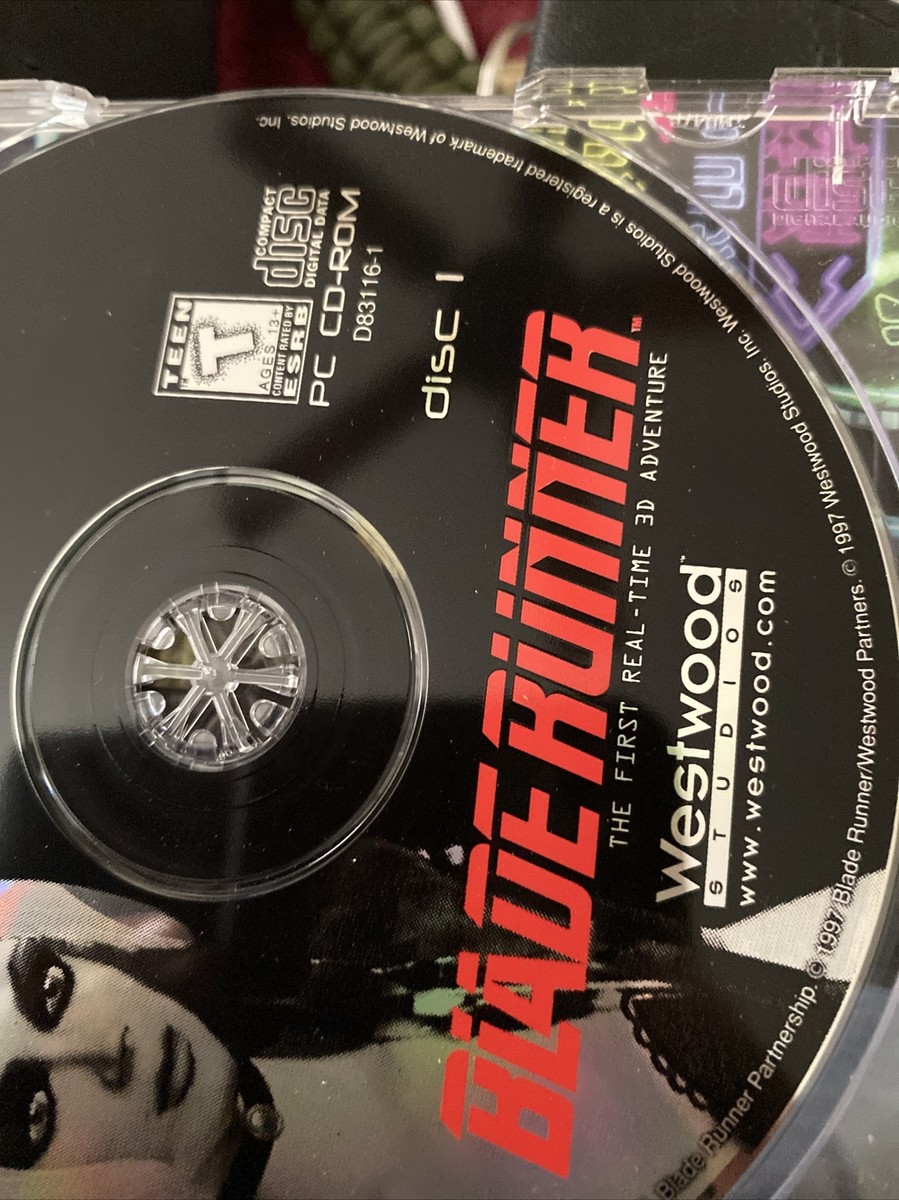 TEEN
T
AGES 13+
CONTENT RATED BY
ESRB
COMPACT
disc
DIGITAL DATA
PC CD-ROM
D83116-1
disc 1
BLADE RUNNER™
THE FIRST REAL-TIME 3D ADVENTURE
Westwood™
STUDIOS
www.westwood.com
Blade Runner Partnership. © 1997 Blade Runner/Westwood Partners. © 1997 Westwood Studios, Inc. Westwood Studios is a registered trademark of Westwood Studios, Inc.